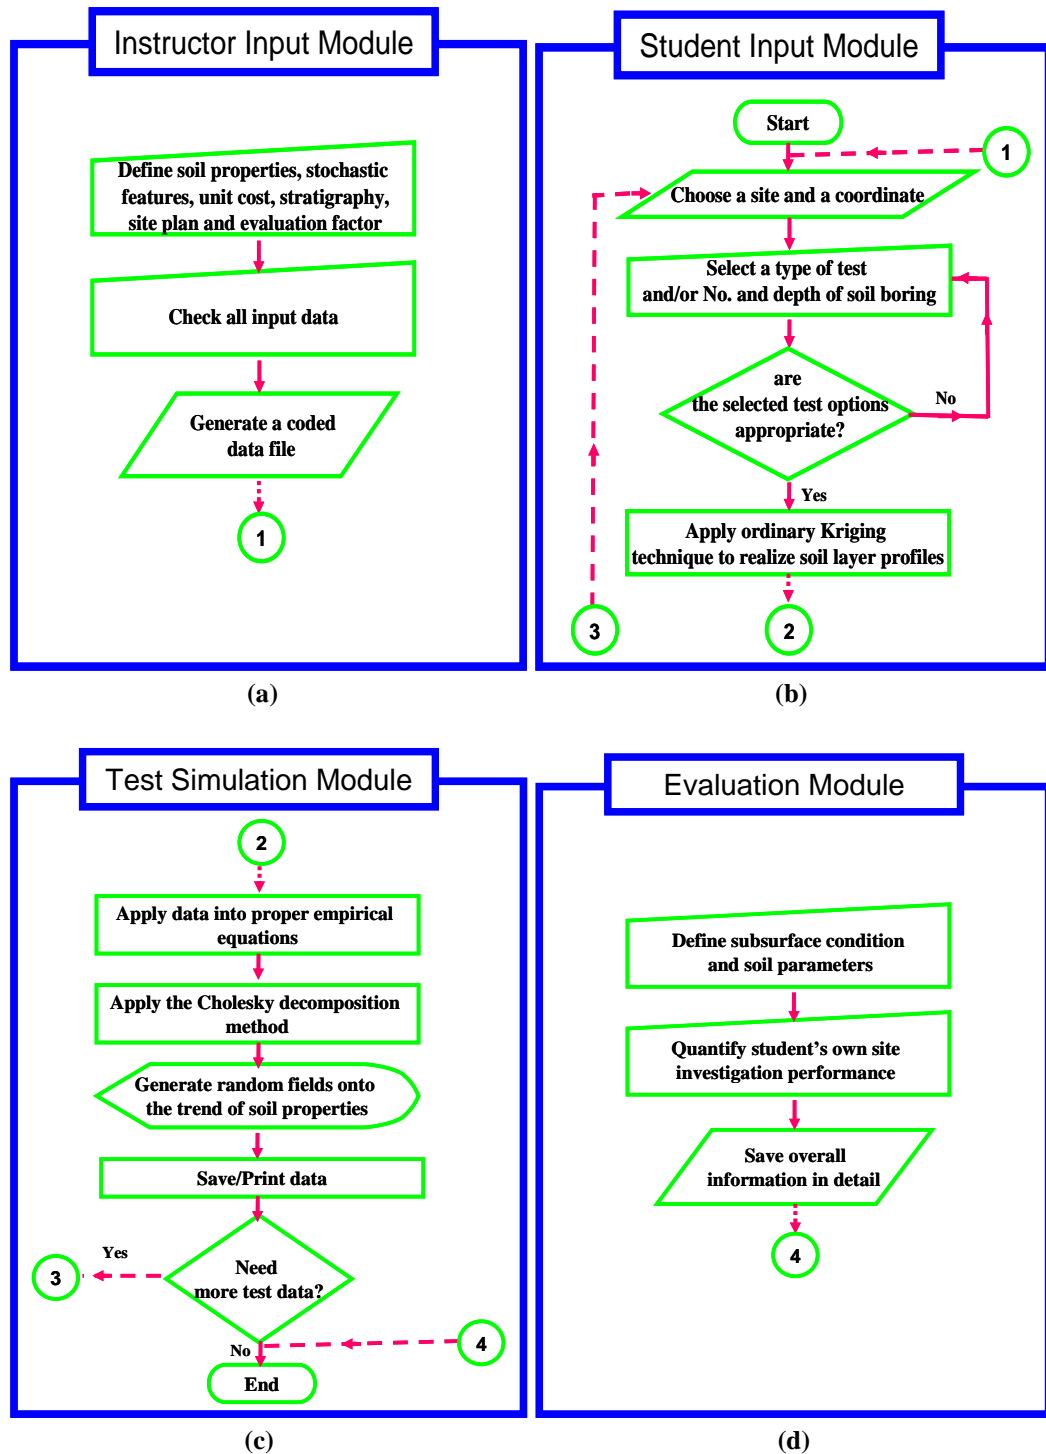 Instructor Input Module
Define soil properties, stochastic
features, unit cost, stratigraphy,
site plan and evaluation factor
Check all input data
Generate a coded
data file
1
(a)
Student Input Module
Start
1
Choose a site and a coordinate
Select a type of test
and/or No. and depth of soil boring
are
the selected test options
appropriate?
No
Yes
Apply ordinary Kriging
technique to realize soil layer profiles
3
2
(b)
Test Simulation Module
2
Apply data into proper empirical
equations
Apply the Cholesky decomposition
method
Generate random fields onto
the trend of soil properties
Save/Print data
Need
more test data?
Yes
3
No
4
End
(c)
Evaluation Module
Define subsurface condition
and soil parameters
Quantify student's own site
investigation performance
Save overall
information in detail
4
(d)